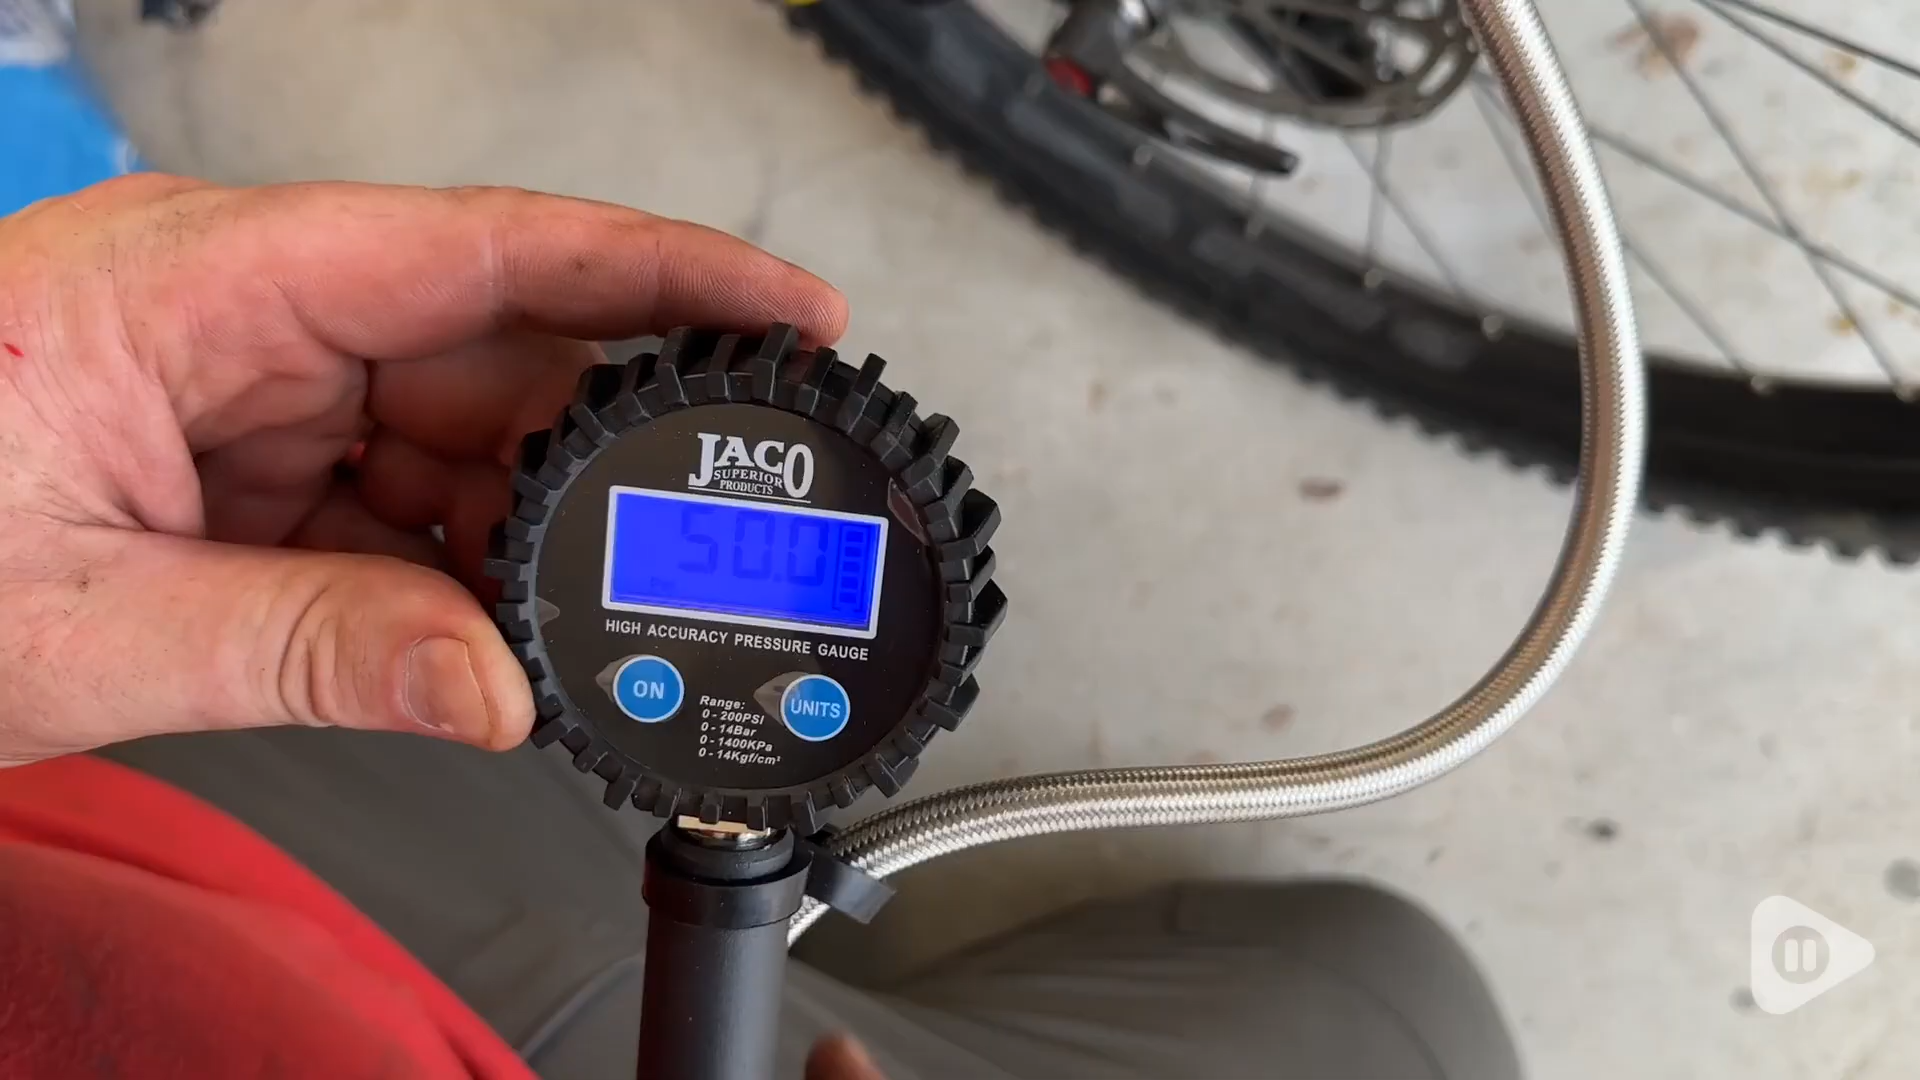 JACO
SUPERIOR
PRODUCTS
50.0
HIGH ACCURACY PRESSURE GAUGE
ON
UNITS
Range:
0-200PSI
0-14Bar
0-1400KPa
0-14Kgf/cm²